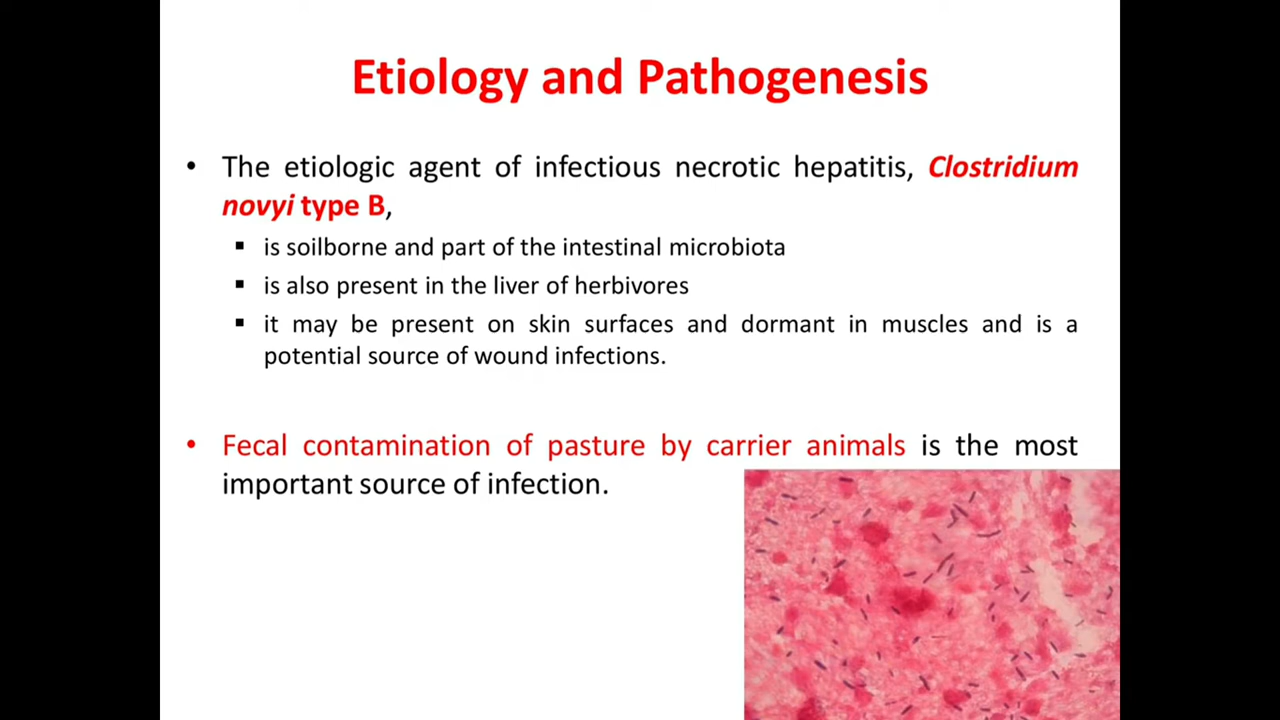 Etiology and Pathogenesis
• The etiologic agent of infectious necrotic hepatitis, Clostridium
novyi type B,
▪ is soilborne and part of the intestinal microbiota
▪ is also present in the liver of herbivores
▪ it may be present on skin surfaces and dormant in muscles and is a
potential source of wound infections.
• Fecal contamination of pasture by carrier animals is the most
important source of infection.